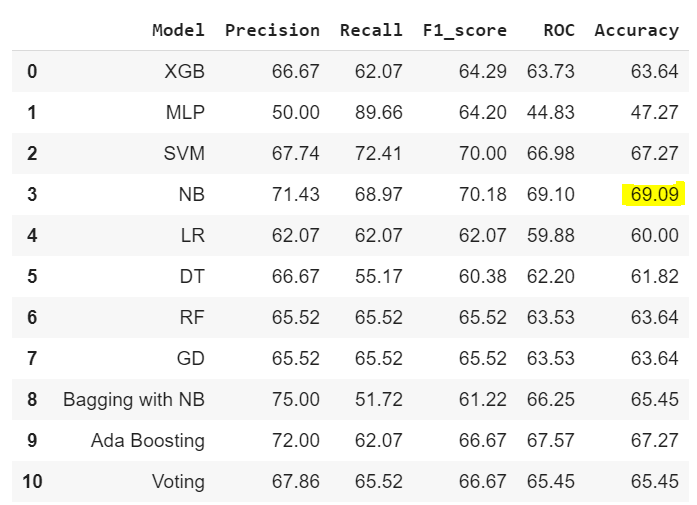 Model Precision Recall F1_score ROC Accuracy
0 XGB 66.67 62.07 64.29 63.73 63.64
1 MLP 50.00 89.66 64.20 44.83 47.27
2 SVM 67.74 72.41 70.00 66.98 67.27
3 NB 71.43 68.97 70.18 69.10 69.09
4 LR 62.07 62.07 62.07 59.88 60.00
5 DT 66.67 55.17 60.38 62.20 61.82
6 RF 65.52 65.52 65.52 63.53 63.64
7 GD 65.52 65.52 65.52 63.53 63.64
8 Bagging with NB 75.00 51.72 61.22 66.25 65.45
9 Ada Boosting 72.00 62.07 66.67 67.57 67.27
10 Voting 67.86 65.52 66.67 65.45 65.45